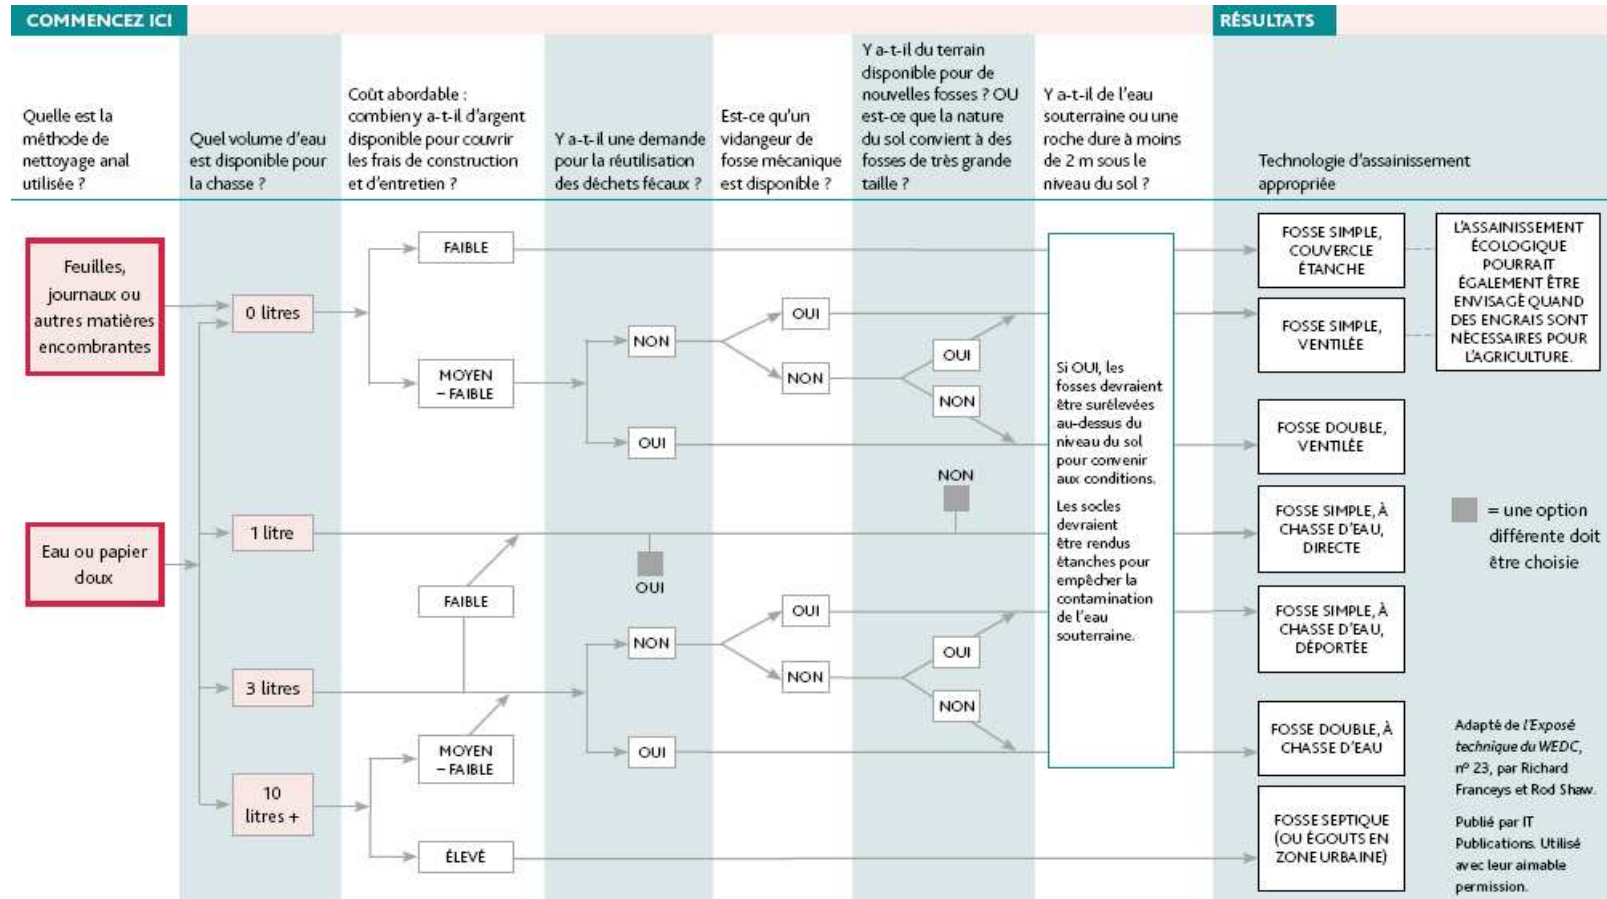 COMMENCEZ ICI
RÉSULTATS
Quelle est la
méthode de
nettoyage anal
utilisée ?
Quel volume d'eau
est disponible pour
la chasse ?
Coût abordable :
combien y a-t-il d'argent
disponible pour couvrir
les frais de construction
et d'entretien ?
Y a-t-il une demande
pour la réutilisation
des déchets fécaux ?
Est-ce qu'un
vidangeur de
fosse mécanique
est disponible ?
Y a-t-il du terrain
disponible pour de
nouvelles fosses ? OU
est-ce que la nature
du sol convient à des
fosses de très grande
taille ?
Y a-t-il de l'eau
souterraine ou une
roche dure à moins
de 2 m sous le
niveau du sol ?
Technologie d'assainissement
appropriée
Feuilles,
journaux ou
autres matières
encombrantes
Eau ou papier
doux
0 litres
1 litre
3 litres
10
litres +
FAIBLE
MOYEN
– FAIBLE
FAIBLE
MOYEN
– FAIBLE
ÉLEVÉ
NON
OUI
OUI
NON
OUI
OUI
NON
OUI
NON
OUI
NON
NON
OUI
NON
Si OUI, les
fosses devraient
être surélevées
au-dessus du
niveau du sol
pour convenir
aux conditions.
Les socles
devraient
être rendus
étanches pour
empêcher la
contamination
de l'eau
souterraine.
FOSSE SIMPLE,
COUVERCLE
ÉTANCHE
FOSSE SIMPLE,
VENTILÉE
FOSSE DOUBLE,
VENTILÉE
FOSSE SIMPLE, À
CHASSE D'EAU,
DIRECTE
FOSSE SIMPLE, À
CHASSE D'EAU,
DÉPORTÉE
FOSSE DOUBLE, À
CHASSE D'EAU
FOSSE SEPTIQUE
(OU ÉGOUTS EN
ZONE URBAINE)
L'ASSAINISSEMENT
ÉCOLOGIQUE
POURRAIT
ÉGALEMENT ÊTRE
ENVISAGÉ QUAND
DES ENGRAIS SONT
NÉCESSAIRES POUR
L'AGRICULTURE.
= une option
différente doit
être choisie
Adapté de l'Exposé
technique du WEDC,
nº 23, par Richard
Franceys et Rod Shaw.
Publié par IT
Publications. Utilisé
avec leur aimable
permission.